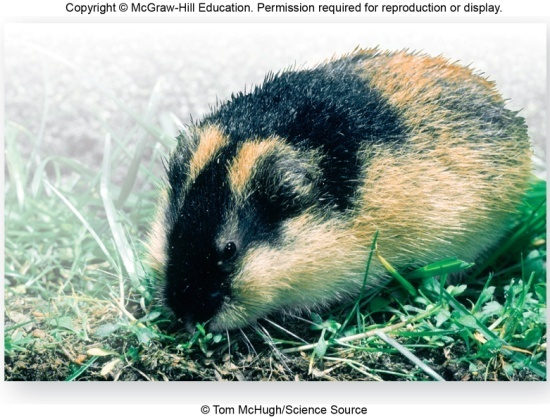 Copyright © McGraw-Hill Education. Permission required for reproduction or display.
© Tom McHugh/Science Source